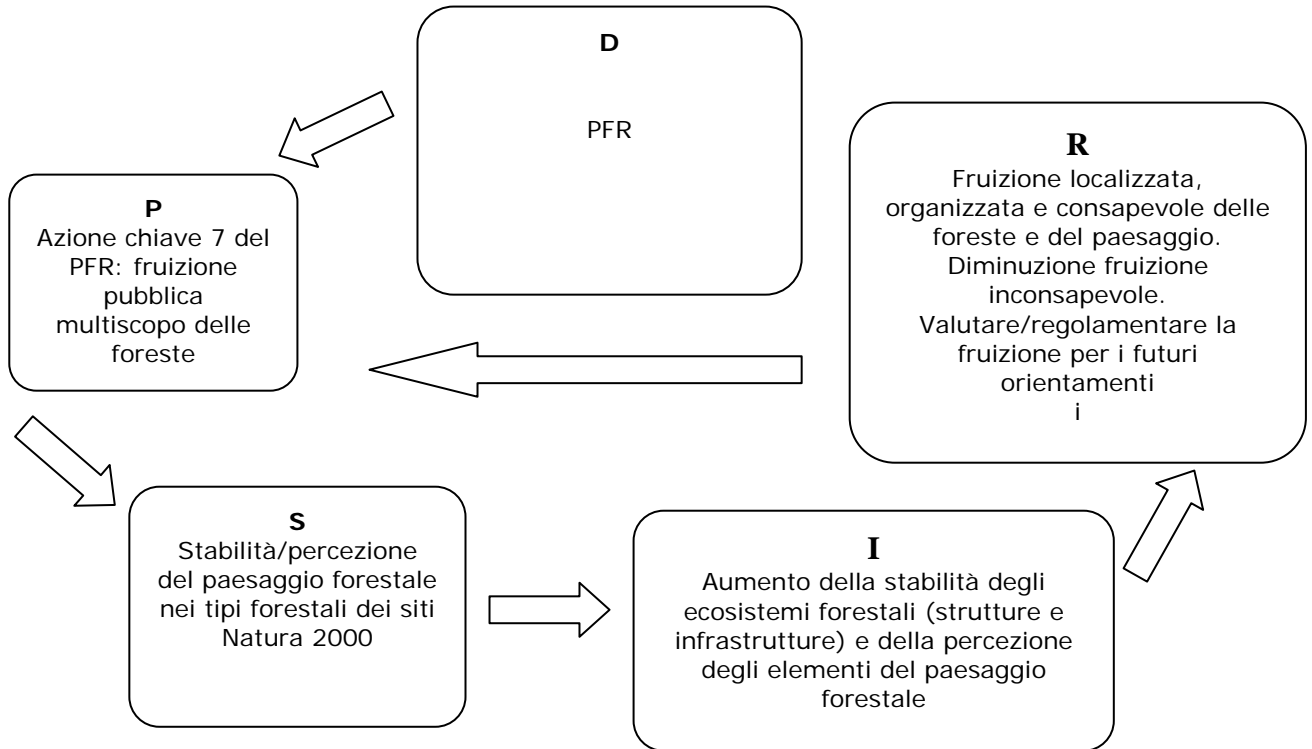 D
PFR
P
Azione chiave 7 del
PFR: fruizione
pubblica
multiscopo delle
foreste
S
Stabilità/percezione
del paesaggio forestale
nei tipi forestali dei siti
Natura 2000
I
Aumento della stabilità degli
ecosistemi forestali (strutture e
infrastrutture) e della percezione
degli elementi del paesaggio
forestale
R
Fruizione localizzata,
organizzata e consapevole delle
foreste e del paesaggio.
Diminuzione fruizione
inconsapevole.
Valutare/regolamentare la
fruizione per i futuri
orientamenti
i